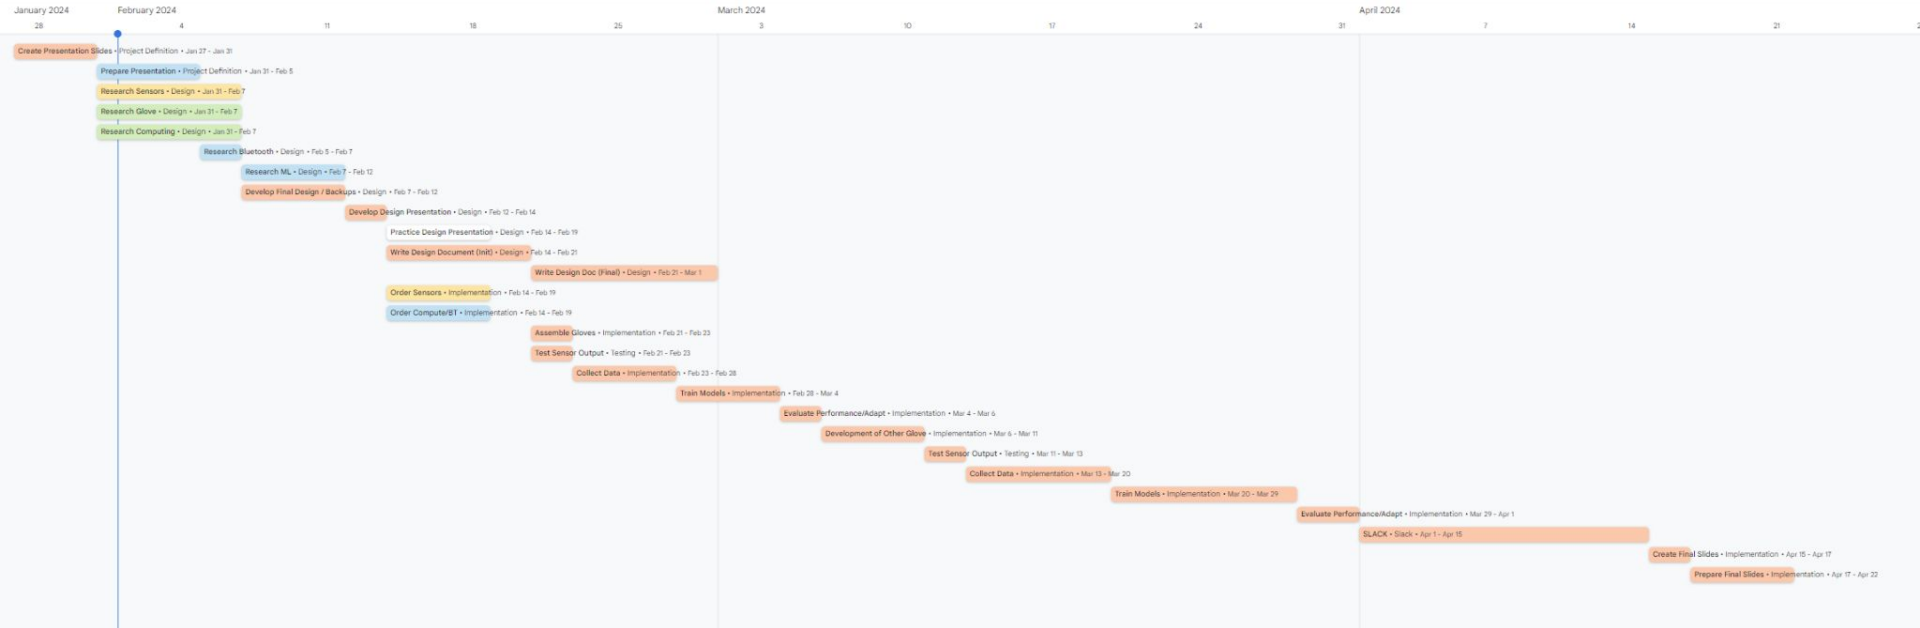 January 2024 February 2024 March 2024 April 2024
28 4 11 18 25 3 10 17 24 31 7 14 21
Create Presentation Slides • Project Definition • Jan 27 - Jan 31
Prepare Presentation • Project Definition • Jan 31 - Feb 5
Research Sensors • Design • Jan 31 - Feb 7
Research Glove • Design • Jan 31 - Feb 7
Research Computing • Design • Jan 31 - Feb 7
Research Bluetooth • Design • Feb 5 - Feb 7
Research ML • Design • Feb 7 - Feb 12
Develop Final Design / Backups • Design • Feb 7 - Feb 12
Develop Design Presentation • Design • Feb 12 - Feb 14
Practice Design Presentation • Design • Feb 14 - Feb 19
Write Design Document (Init) • Design • Feb 14 - Feb 21
Write Design Doc (Final) • Design • Feb 21 - Mar 1
Order Sensors • Implementation • Feb 14 - Feb 19
Order Compute/BT • Implementation • Feb 14 - Feb 19
Assemble Gloves • Implementation • Feb 21 - Feb 23
Test Sensor Output • Testing • Feb 21 - Feb 23
Collect Data • Implementation • Feb 23 - Feb 28
Train Models • Implementation • Feb 28 - Mar 4
Evaluate Performance/Adapt • Implementation • Mar 4 - Mar 6
Development of Other Glove • Implementation • Mar 6 - Mar 11
Test Sensor Output • Testing • Mar 11 - Mar 13
Collect Data • Implementation • Mar 13 - Mar 20
Train Models • Implementation • Mar 20 - Mar 29
Evaluate Performance/Adapt • Implementation • Mar 29 - Apr 1
SLACK • Slack • Apr 1 - Apr 15
Create Final Slides • Implementation • Apr 15 - Apr 17
Prepare Final Slides • Implementation • Apr 17 - Apr 22